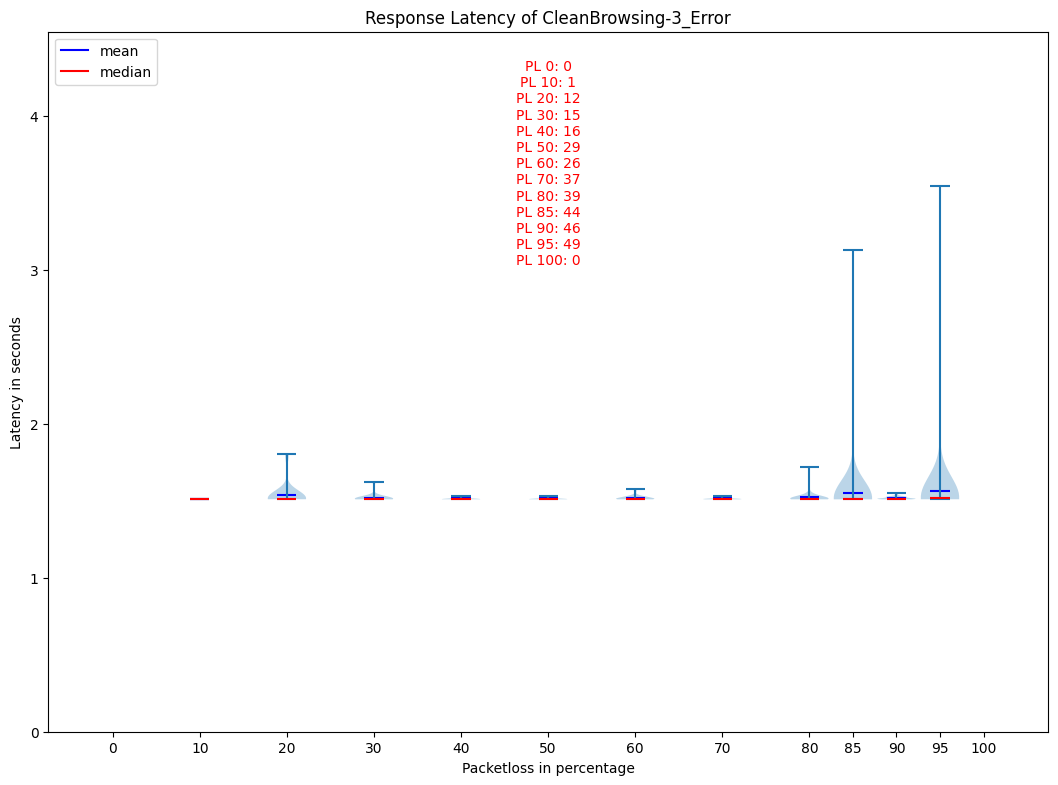 Response Latency of CleanBrowsing-3_Error
mean
median
PL 0: 0
PL 10: 1
PL 20: 12
PL 30: 15
PL 40: 16
PL 50: 29
PL 60: 26
PL 70: 37
PL 80: 39
PL 85: 44
PL 90: 46
PL 95: 49
PL 100: 0
Latency in seconds
4
3
2
1
0
0 10 20 30 40 50 60 70 80 85 90 95 100
Packetloss in percentage